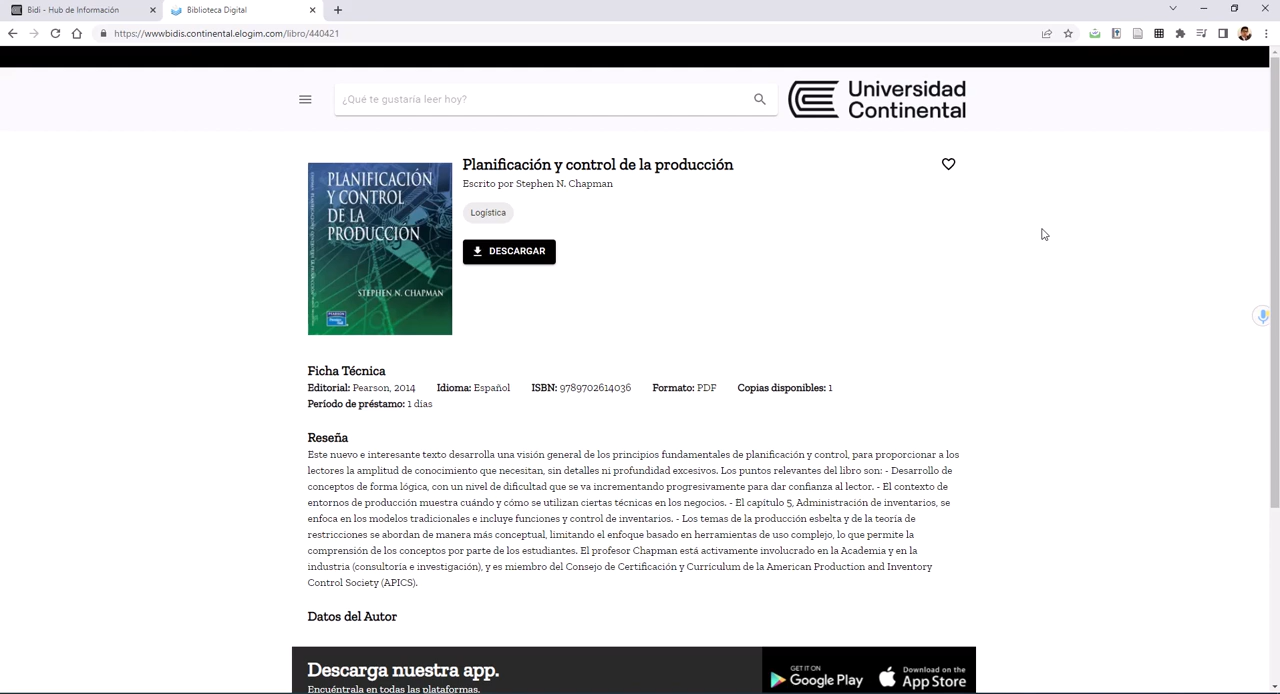 Bidi - Hub de Información
Biblioteca Digital
https://wwwbidis.continental.elogim.com/libro/440421
¿Qué te gustaría leer hoy?
Universidad
Continental
PLANIFICACIÓN
Y CONTROL
DE LA
PRODUCCIÓN
STEPHEN N. CHAPMAN
Planificación y control de la producción
Escrito por Stephen N. Chapman
Logística
DESCARGAR
Ficha Técnica
Editorial: Pearson, 2014 Idioma: Español ISBN: 9789702614036 Formato: PDF Copias disponibles: 1
Período de préstamo: 1 días
Reseña
Este nuevo e interesante texto desarrolla una visión general de los principios fundamentales de planificación y control, para proporcionar a los
lectores la amplitud de conocimiento que necesitan, sin detalles ni profundidad excesivos. Los puntos relevantes del libro son: - Desarrollo de
conceptos de forma lógica, con un nivel de dificultad que se va incrementando progresivamente para dar confianza al lector. - El contexto de
entornos de producción muestra cuándo y cómo se utilizan ciertas técnicas en los negocios. - El capítulo 5, Administración de inventarios, se
enfoca en los modelos tradicionales e incluye funciones y control de inventarios. - Los temas de la producción esbelta y de la teoría de
restricciones se abordan de manera más conceptual, limitando el enfoque basado en herramientas de uso complejo, lo que permite la
comprensión de los conceptos por parte de los estudiantes. El profesor Chapman está activamente involucrado en la Academia y en la
industria (consultoría e investigación), y es miembro del Consejo de Certificación y Currículum de la American Production and Inventory
Control Society (APICS).
Datos del Autor
Descarga nuestra app.
Encuéntrala en todas las plataformas.
GET IT ON
Google Play
Download on the
App Store